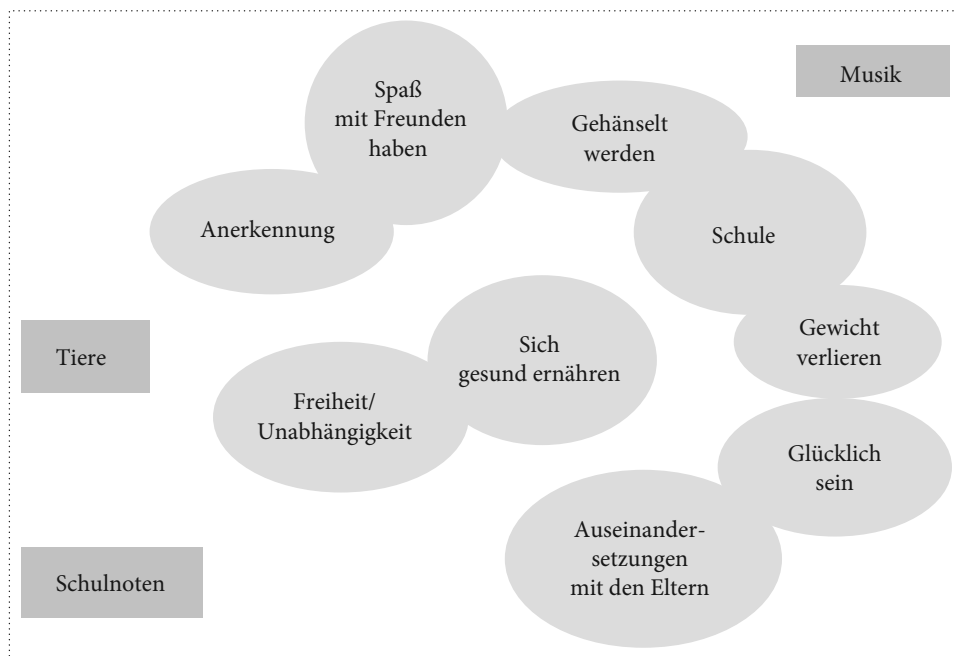 Spaß
mit Freunden
haben
Musik
Gehänselt
werden
Anerkennung
Schule
Gewicht
verlieren
Tiere
Sich
gesund ernähren
Freiheit/
Unabhängigkeit
Glücklich
sein
Auseinander-
setzungen
mit den Eltern
Schulnoten